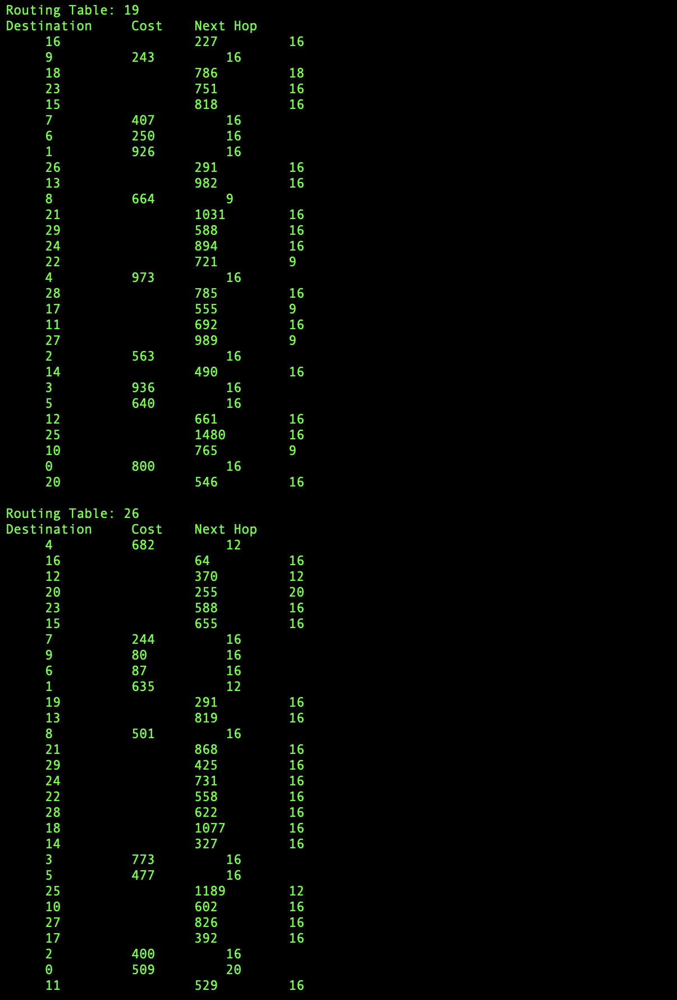 Routing Table: 19
Destination     Cost    Next Hop
     16                 227         16
     9          243         16
     18                 786         18
     23                 751         16
     15                 818         16
     7          407         16
     6          250         16
     1          926         16
     26                 291         16
     13                 982         16
     8          664         9
     21                 1031        16
     29                 588         16
     24                 894         16
     22                 721         9
     4          973         16
     28                 785         16
     17                 555         9
     11                 692         16
     27                 989         9
     2          563         16
     14                 490         16
     3          936         16
     5          640         16
     12                 661         16
     25                 1480        16
     10                 765         9
     0          800         16
     20                 546         16

Routing Table: 26
Destination     Cost    Next Hop
     4          682         12
     16                 64          16
     12                 370         12
     20                 255         20
     23                 588         16
     15                 655         16
     7          244         16
     9          80          16
     6          87          16
     1          635         12
     19                 291         16
     13                 819         16
     8          501         16
     21                 868         16
     29                 425         16
     24                 731         16
     22                 558         16
     28                 622         16
     18                 1077        16
     14                 327         16
     3          773         16
     5          477         16
     25                 1189        12
     10                 602         16
     27                 826         16
     17                 392         16
     2          400         16
     0          509         20
     11                 529         16